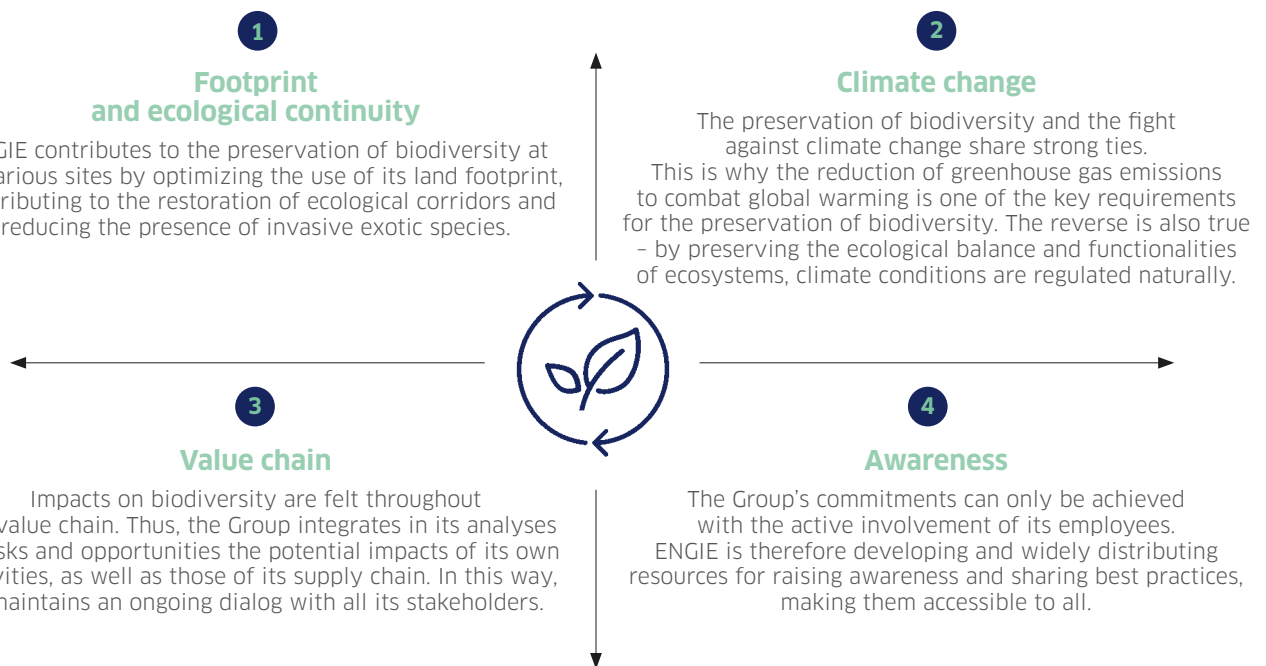 1
Footprint
and ecological continuity
GIE contributes to the preservation of biodiversity at
arious sites by optimizing the use of its land footprint,
tributing to the restoration of ecological corridors and
reducing the presence of invasive exotic species.
2
Climate change
The preservation of biodiversity and the fight
against climate change share strong ties.
This is why the reduction of greenhouse gas emissions
to combat global warming is one of the key requirements
for the preservation of biodiversity. The reverse is also true
– by preserving the ecological balance and functionalities
of ecosystems, climate conditions are regulated naturally.
3
Value chain
Impacts on biodiversity are felt throughout
value chain. Thus, the Group integrates in its analyses
sks and opportunities the potential impacts of its own
vities, as well as those of its supply chain. In this way,
maintains an ongoing dialog with all its stakeholders.
4
Awareness
The Group's commitments can only be achieved
with the active involvement of its employees.
ENGIE is therefore developing and widely distributing
resources for raising awareness and sharing best practices,
making them accessible to all.